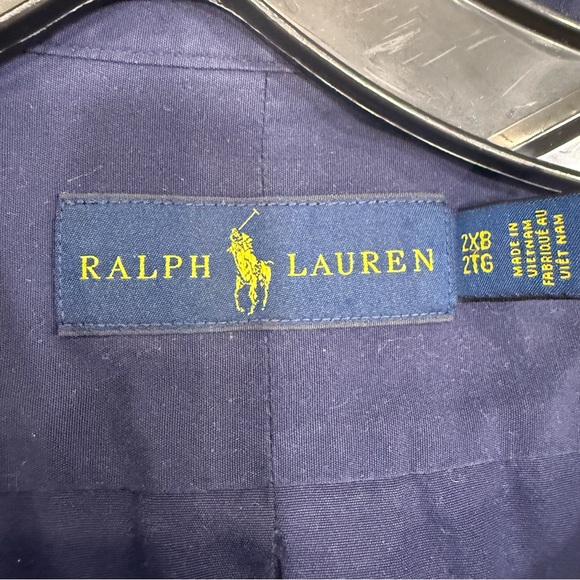 RALPH LAUREN
2XB
2TG
MADE IN
VIETNAM
FABRIQUÉ AU
VIÊT NAM